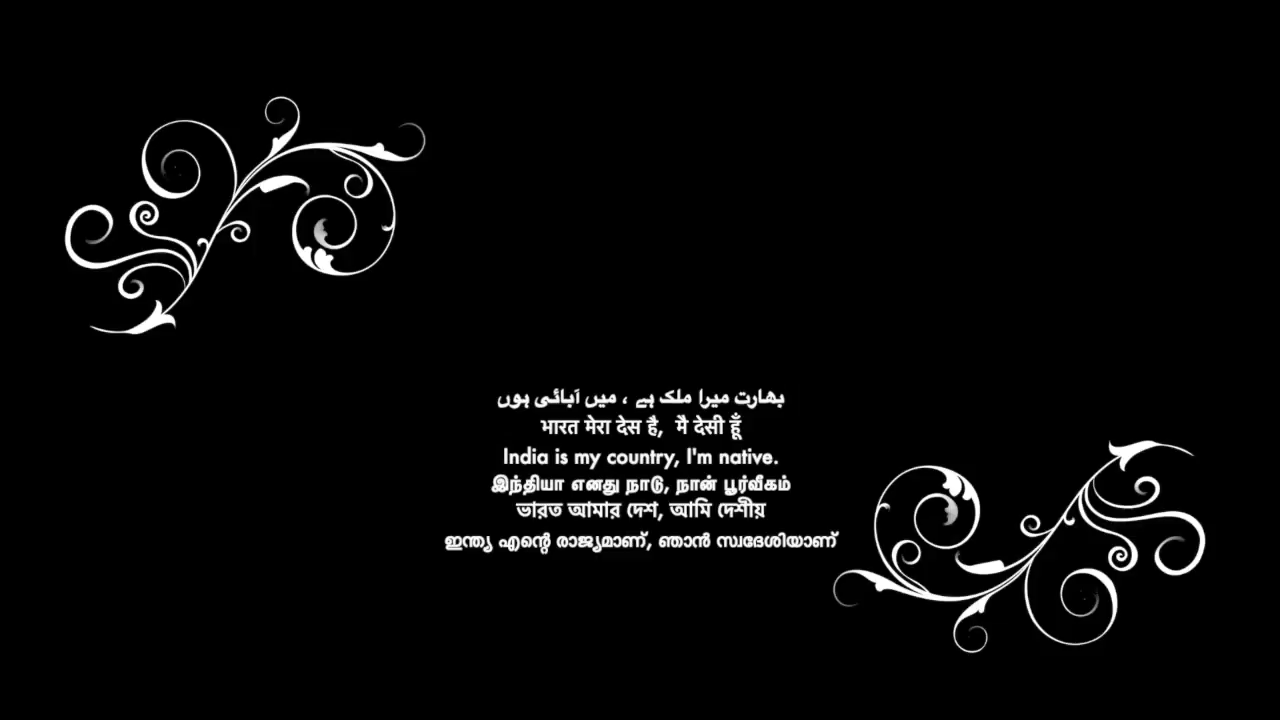 بھارت میرا ملک ہے ، میں آبائی ہوں
भारत मेरा देस है, मै देसी हूँ
India is my country, I'm native.
இந்தியா எனது நாடு, நான் பூர்வீகம்
ভারত আমার দেশ, আমি দেশীয়
ഇന്ത്യ എന്റെ രാജ്യമാണ്, ഞാൻ സ്വദേശിയാണ്